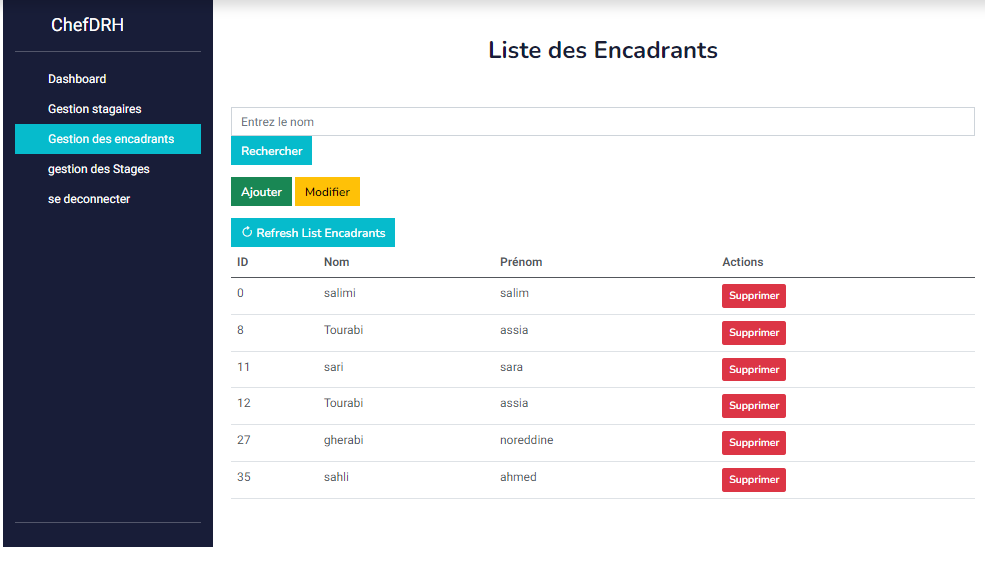 ChefDRH
Dashboard
Gestion stagaires
Gestion des encadrants
gestion des Stages
se deconnecter
Liste des Encadrants
Entrez le nom
Rechercher
Ajouter Modifier
Refresh List Encadrants
ID Nom Prénom Actions
0 salimi salim Supprimer
8 Tourabi assia Supprimer
11 sari sara Supprimer
12 Tourabi assia Supprimer
27 gherabi noreddine Supprimer
35 sahli ahmed Supprimer